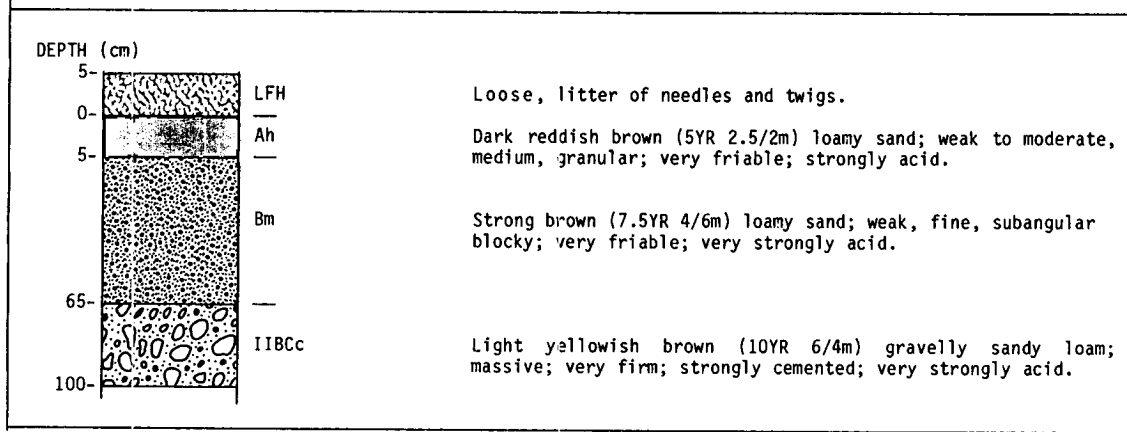 DEPTH (cm)
5-
LFH
Loose, litter of needles and twigs.
0-
Ah
Dark reddish brown (5YR 2.5/2m) loamy sand; weak to moderate,
medium, granular; very friable; strongly acid.
5-
Bm
Strong brown (7.5YR 4/6m) loamy sand; weak, fine, subangular
blocky; very friable; very strongly acid.
65-
IIBCc
Light yellowish brown (10YR 6/4m) gravelly sandy loam;
massive; very firm; strongly cemented; very strongly acid.
100-